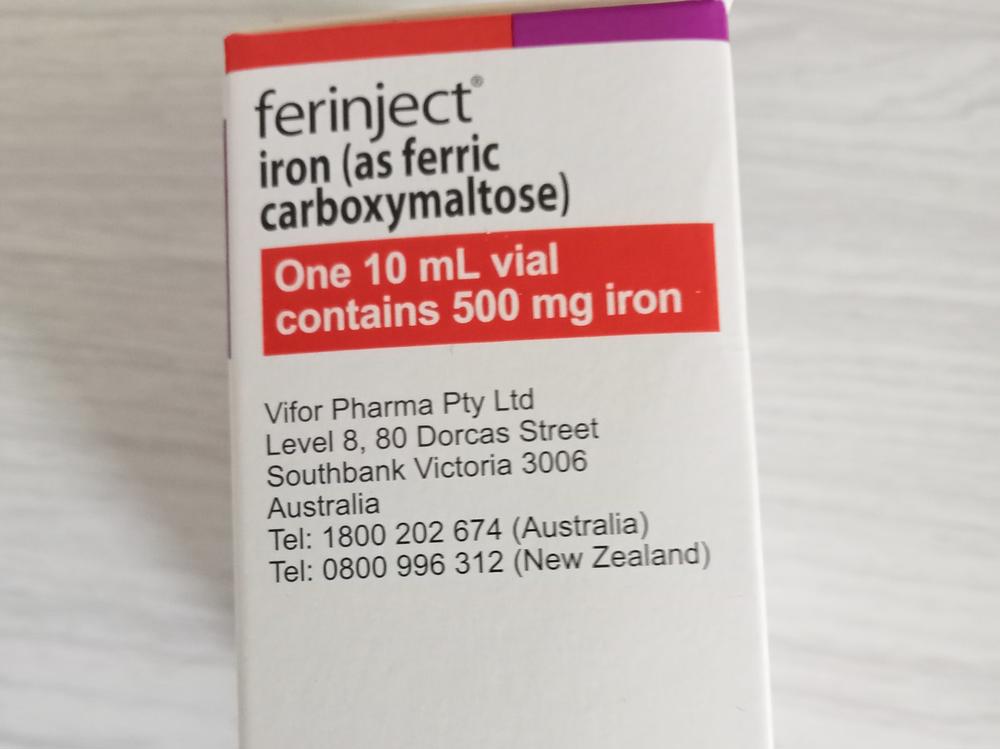 ferinject®
iron (as ferric
carboxymaltose)
One 10 mL vial
contains 500 mg iron
Vifor Pharma Pty Ltd
Level 8, 80 Dorcas Street
Southbank Victoria 3006
Australia
Tel: 1800 202 674 (Australia)
Tel: 0800 996 312 (New Zealand)